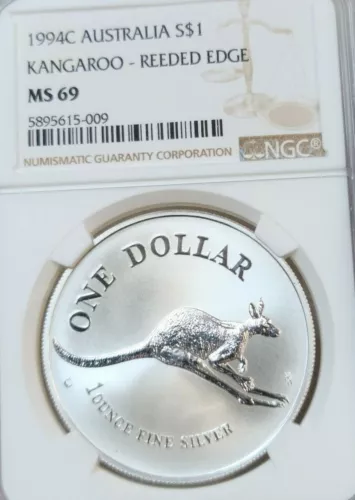 1994C AUSTRALIA S$1
KANGAROO - REEDED EDGE
MS 69
5895615-009
NUMISMATIC GUARANTY CORPORATION
NGC®
ONE DOLLAR
1 OUNCE FINE SILVER